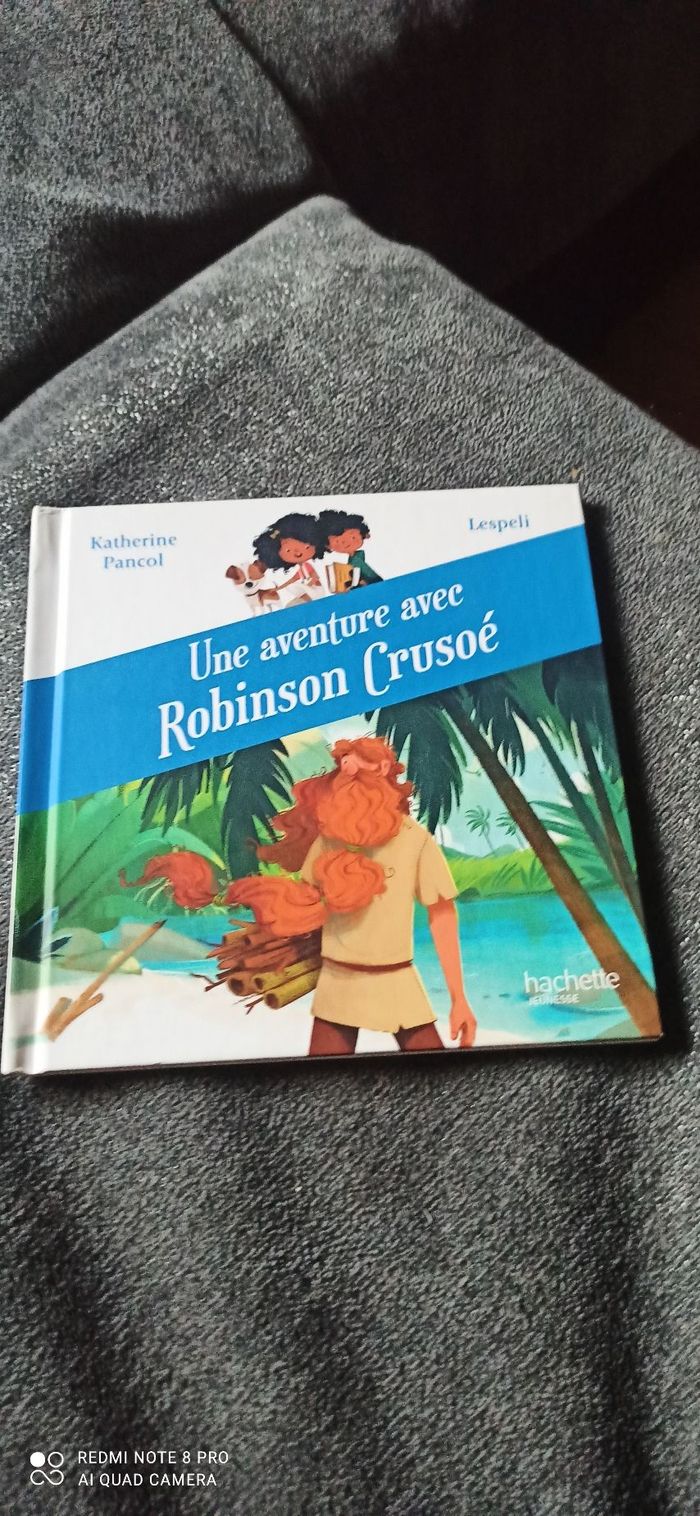 Katherine
Pancol
Lespeli
Une aventure avec
Robinson Crusoé
hachette
JEUNESSE
REDMI NOTE 8 PRO
AI QUAD CAMERA